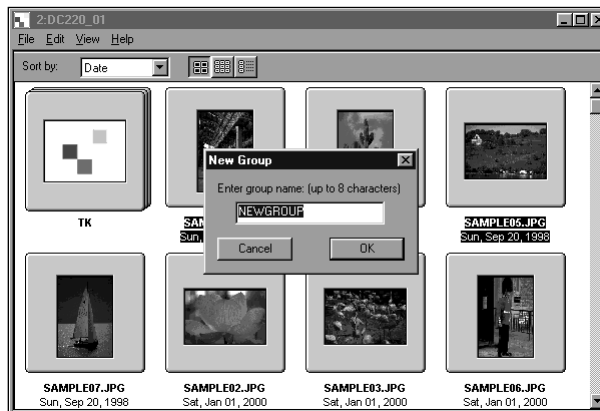 2:DC220_01
File Edit View Help
Sort by: Date
New Group
Enter group name: (up to 8 characters)
NEWGROUP
Cancel OK
TK
SAMPLE05.JPG
Sun, Sep 20, 1998
SAMPLE07.JPG SAMPLE02.JPG SAMPLE03.JPG SAMPLE06.JPG
Sun, Sep 20, 1998 Sat, Jan 01, 2000 Sat, Jan 01, 2000 Sat, Jan 01, 2000